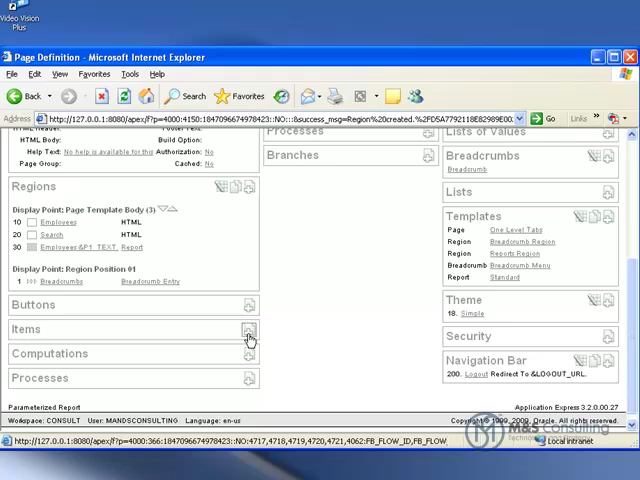 Video Vision
Plus
Page Definition - Microsoft Internet Explorer
File Edit View Favorites Tools Help
Back Search Favorites
Address http://127.0.0.1:8080/apex/f?p=4000:4150:1847096674978423::NO:::&success_msg=Region%20created. Go Links »
HTML Body: Build Option:
Help Text: No help is available for this Authorization: No
Page Group: Cached: No
Regions
Display Point: Page Template Body (3)
10 Employees HTML
20 Search HTML
30 Employees &P1_TEXT. Report
Display Point: Region Position 01
1 Breadcrumbs Breadcrumb Entry
Buttons
Items
Computations
Processes
Processes
Branches
Lists of Values
Breadcrumbs
Breadcrumb
Lists
Templates
Page One Level Tabs
Region Breadcrumb Region
Region Reports Region
Breadcrumb Breadcrumb Menu
Report Standard
Theme
18. Simple
Security
Navigation Bar
200. Logout Redirect To &LOGOUT_URL.
Parameterized Report Application Express 3.2.0.00.27
Workspace: CONSULT User: MANDSCONSULTING Language: en-us Copyright © 1999, 2009, Oracle. All rights reserved.
M&S Consulting
http://127.0.0.1:8080/apex/f?p=4000:366:1847096674978423::NO:4717,4718,4719,4720,4721,4062:FB_FLOW_ID,FB_FLOW_ Local intranet